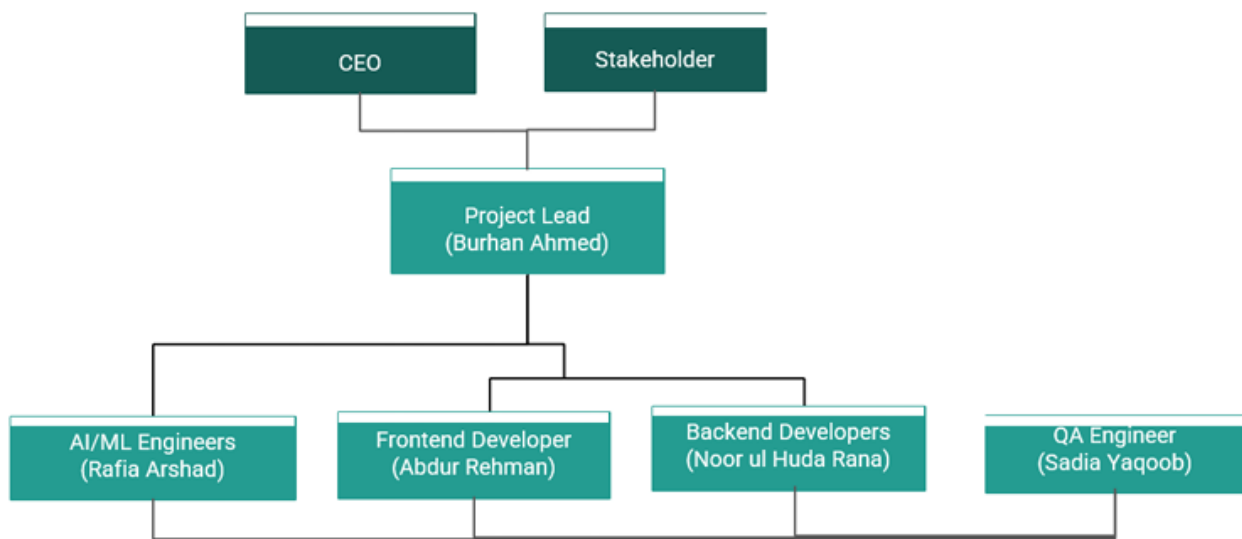 CEO
Stakeholder
Project Lead
(Burhan Ahmed)
AI/ML Engineers
(Rafia Arshad)
Frontend Developer
(Abdur Rehman)
Backend Developers
(Noor ul Huda Rana)
QA Engineer
(Sadia Yaqoob)